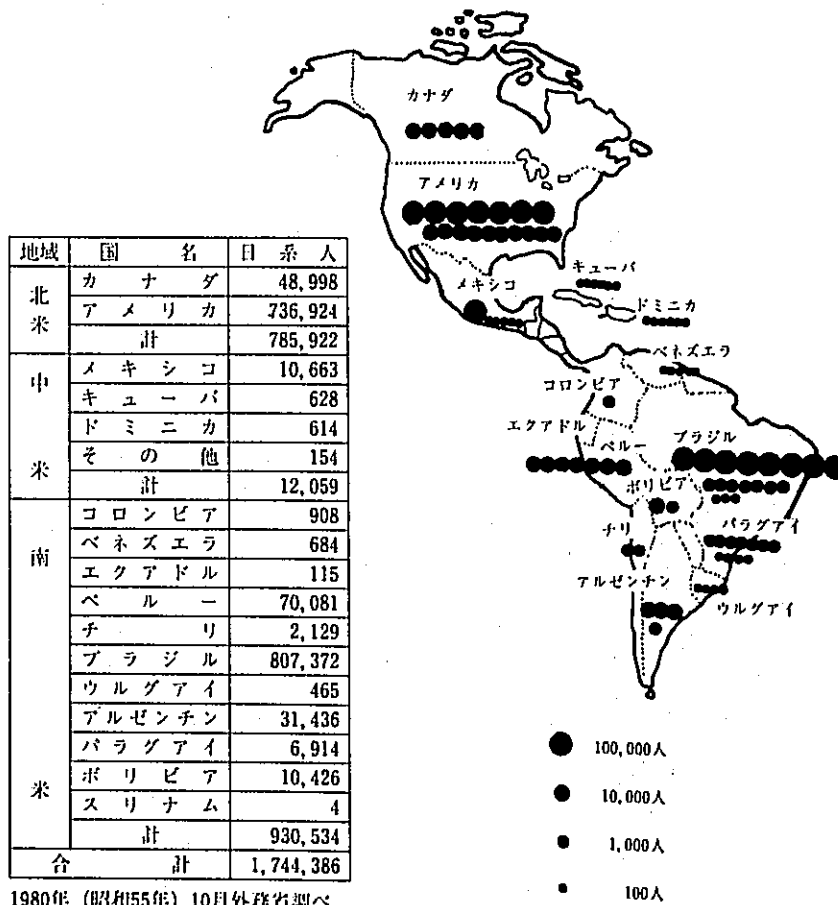 地域 国名 日系人
北米 カナダ 48,998
アメリカ 736,924
計 785,922
中米 メキシコ 10,663
キューバ 628
ドミニカ 614
その他 154
計 12,059
南米 コロンビア 908
ベネズエラ 684
エクアドル 115
ペルー 70,081
チリ 2,129
ブラジル 807,372
ウルグアイ 465
アルゼンチン 31,436
パラグアイ 6,914
ボリビア 10,426
スリナム 4
計 930,534
合計 1,744,386
1980年(昭和55年)10月外務省調べ
カナダ
アメリカ
メキシコ
キューバ
ドミニカ
ベネズエラ
コロンビア
エクアドル
ペルー
ブラジル
ボリビア
チリ
パラグアイ
アルゼンチン
ウルグアイ
100,000人
10,000人
1,000人
100人